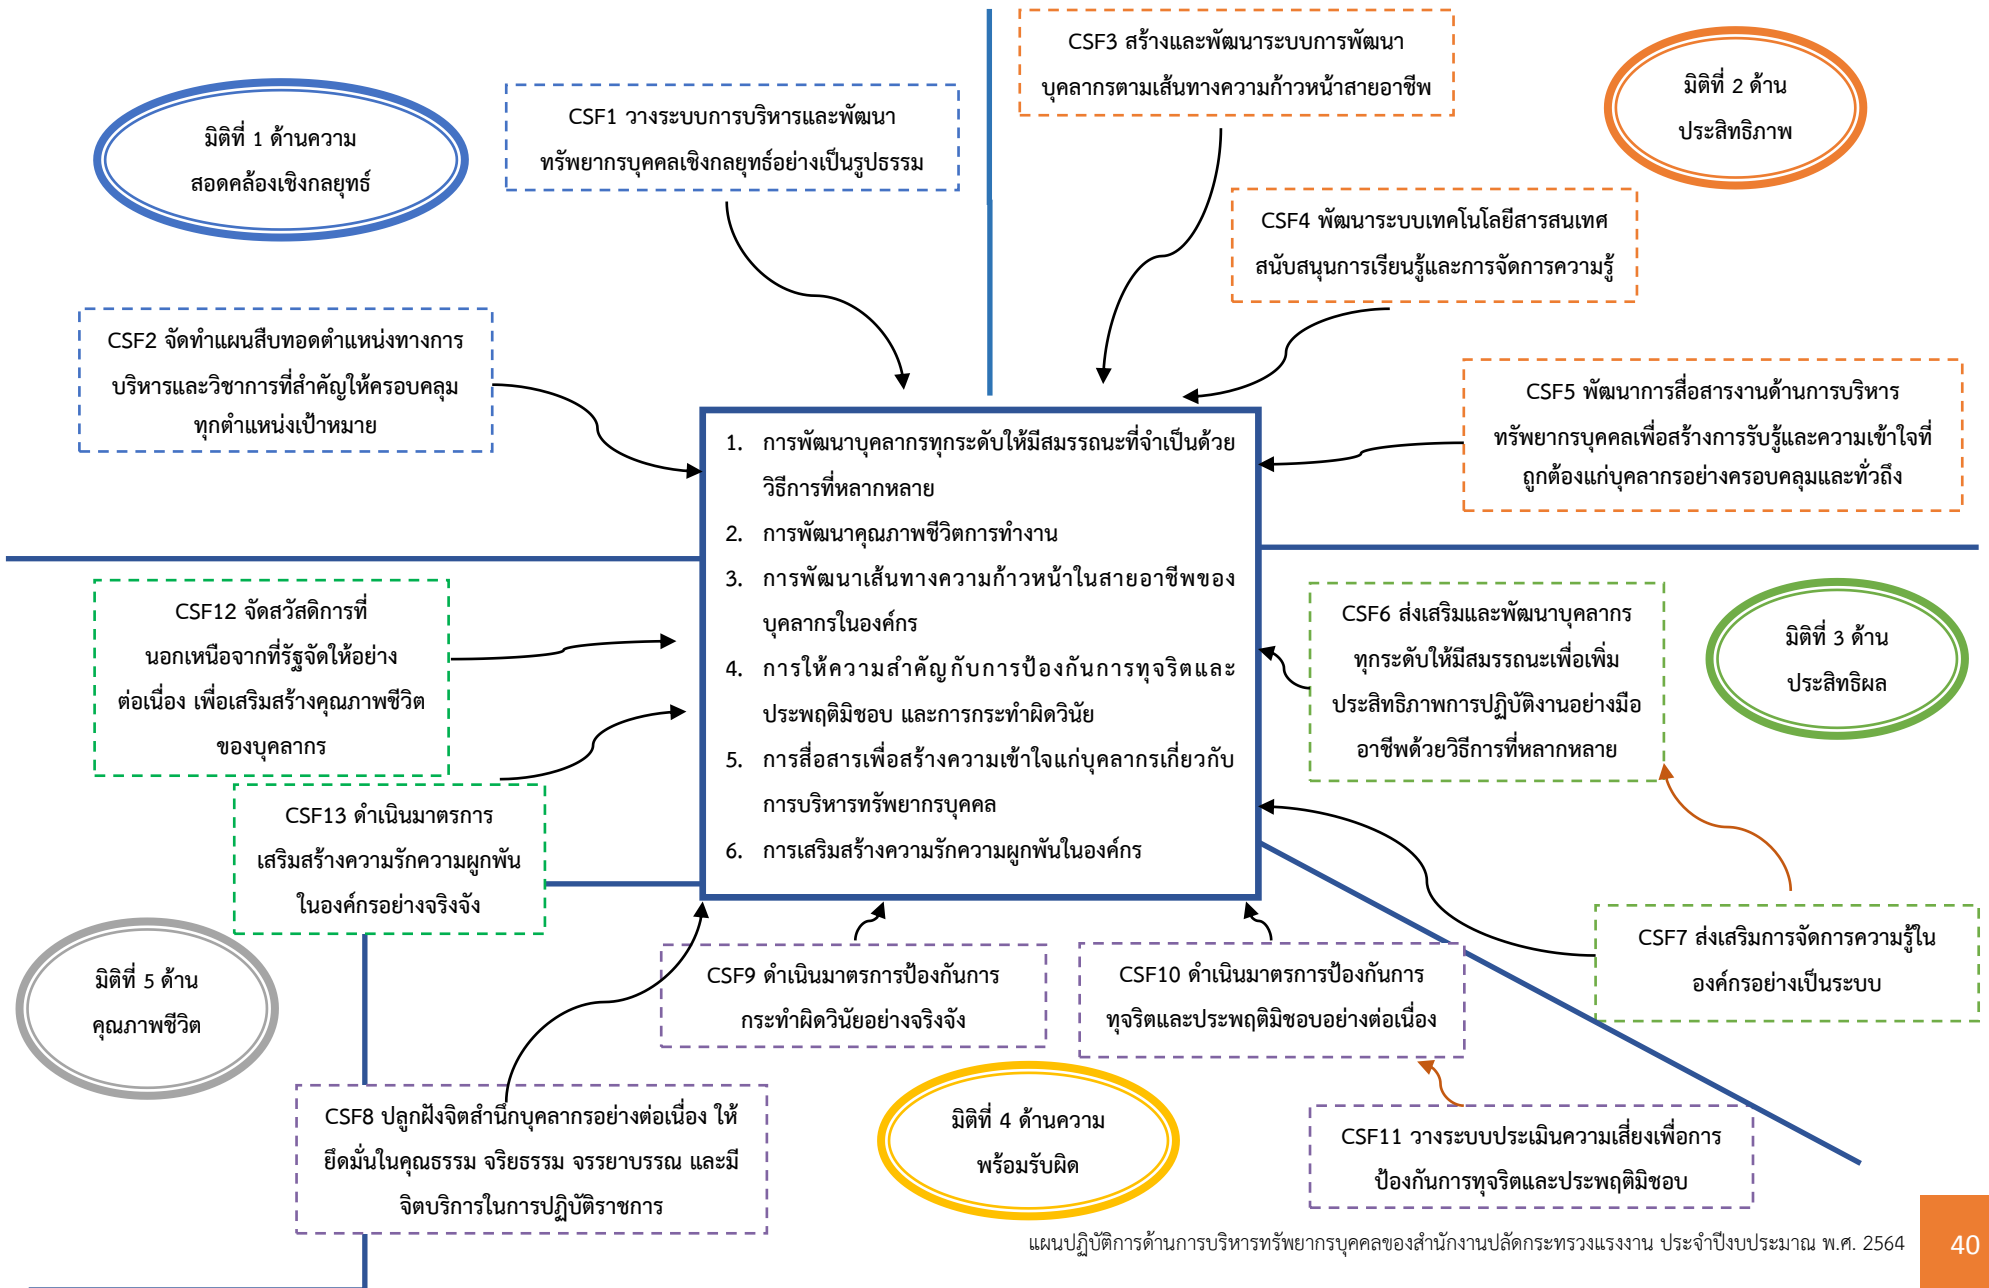 มิติที่ 1 ด้านความ
สอดคล้องเชิงกลยุทธ์
CSF1 วางระบบการบริหารและพัฒนา
ทรัพยากรบุคคลเชิงกลยุทธ์อย่างเป็นรูปธรรม
CSF2 จัดทำแผนสืบทอดตำแหน่งทางการ
บริหารและวิชาการที่สำคัญให้ครอบคลุม
ทุกตำแหน่งเป้าหมาย
CSF3 สร้างและพัฒนาระบบการพัฒนา
บุคลากรตามเส้นทางความก้าวหน้าสายอาชีพ
มิติที่ 2 ด้าน
ประสิทธิภาพ
CSF4 พัฒนาระบบเทคโนโลยีสารสนเทศ
สนับสนุนการเรียนรู้และการจัดการความรู้
CSF5 พัฒนาการสื่อสารงานด้านการบริหาร
ทรัพยากรบุคคลเพื่อสร้างการรับรู้และความเข้าใจที่
ถูกต้องแก่บุคลากรอย่างครอบคลุมและทั่วถึง
1. การพัฒนาบุคลากรทุกระดับให้มีสมรรถนะที่จำเป็นด้วย
วิธีการที่หลากหลาย
2. การพัฒนาคุณภาพชีวิตการทำงาน
3. การพัฒนาเส้นทางความก้าวหน้าในสายอาชีพของ
บุคลากรในองค์กร
4. การให้ความสำคัญกับการป้องกันการทุจริตและ
ประพฤติมิชอบ และการกระทำผิดวินัย
5. การสื่อสารเพื่อสร้างความเข้าใจแก่บุคลากรเกี่ยวกับ
การบริหารทรัพยากรบุคคล
6. การเสริมสร้างความรักความผูกพันในองค์กร
CSF12 จัดสวัสดิการที่
นอกเหนือจากที่รัฐจัดให้อย่าง
ต่อเนื่อง เพื่อเสริมสร้างคุณภาพชีวิต
ของบุคลากร
CSF13 ดำเนินมาตรการ
เสริมสร้างความรักความผูกพัน
ในองค์กรอย่างจริงจัง
มิติที่ 5 ด้าน
คุณภาพชีวิต
CSF6 ส่งเสริมและพัฒนาบุคลากร
ทุกระดับให้มีสมรรถนะเพื่อเพิ่ม
ประสิทธิภาพการปฏิบัติงานอย่างมือ
อาชีพด้วยวิธีการที่หลากหลาย
มิติที่ 3 ด้าน
ประสิทธิผล
CSF7 ส่งเสริมการจัดการความรู้ใน
องค์กรอย่างเป็นระบบ
CSF9 ดำเนินมาตรการป้องกันการ
กระทำผิดวินัยอย่างจริงจัง
CSF10 ดำเนินมาตรการป้องกันการ
ทุจริตและประพฤติมิชอบอย่างต่อเนื่อง
CSF8 ปลูกฝังจิตสำนึกบุคลากรอย่างต่อเนื่อง ให้
ยึดมั่นในคุณธรรม จริยธรรม จรรยาบรรณ และมี
จิตบริการในการปฏิบัติราชการ
มิติที่ 4 ด้านความ
พร้อมรับผิด
CSF11 วางระบบประเมินความเสี่ยงเพื่อการ
ป้องกันการทุจริตและประพฤติมิชอบ
แผนปฏิบัติการด้านการบริหารทรัพยากรบุคคลของสำนักงานปลัดกระทรวงแรงงาน ประจำปีงบประมาณ พ.ศ. 2564
40